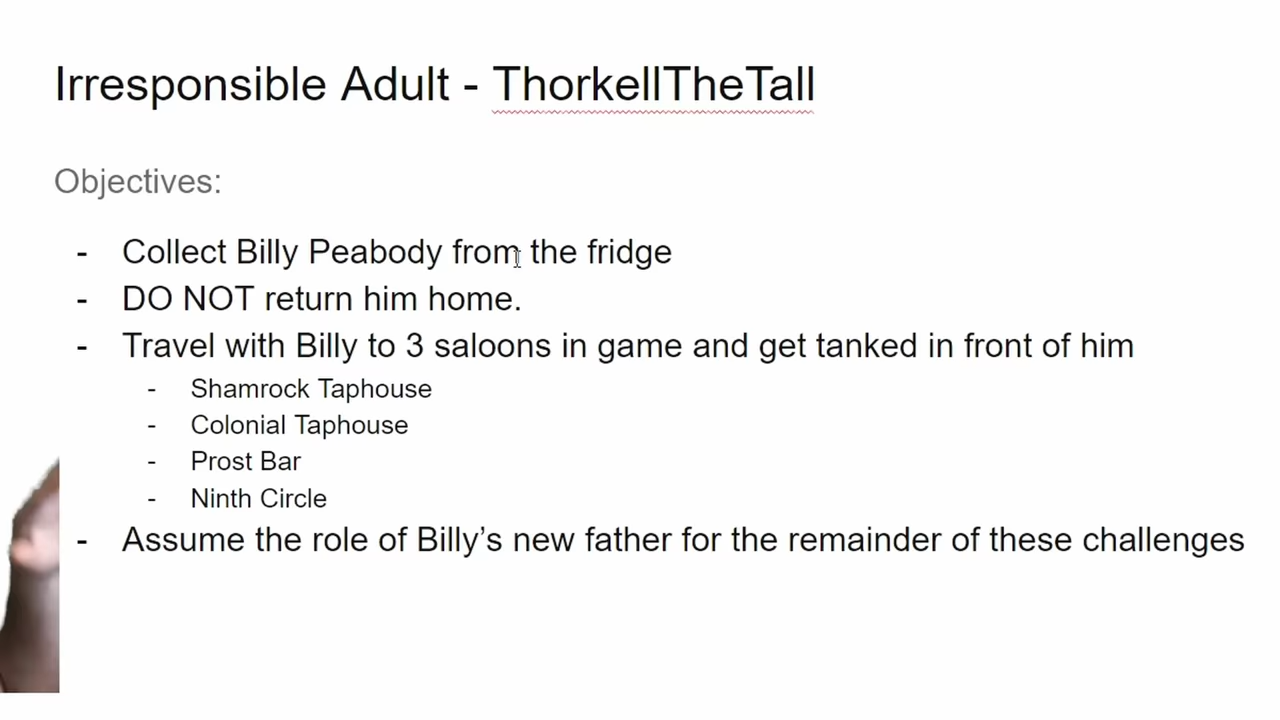 Irresponsible Adult - ThorkellTheTall
Objectives:
- Collect Billy Peabody from the fridge
- DO NOT return him home.
- Travel with Billy to 3 saloons in game and get tanked in front of him
- Shamrock Taphouse
- Colonial Taphouse
- Prost Bar
- Ninth Circle
- Assume the role of Billy’s new father for the remainder of these challenges